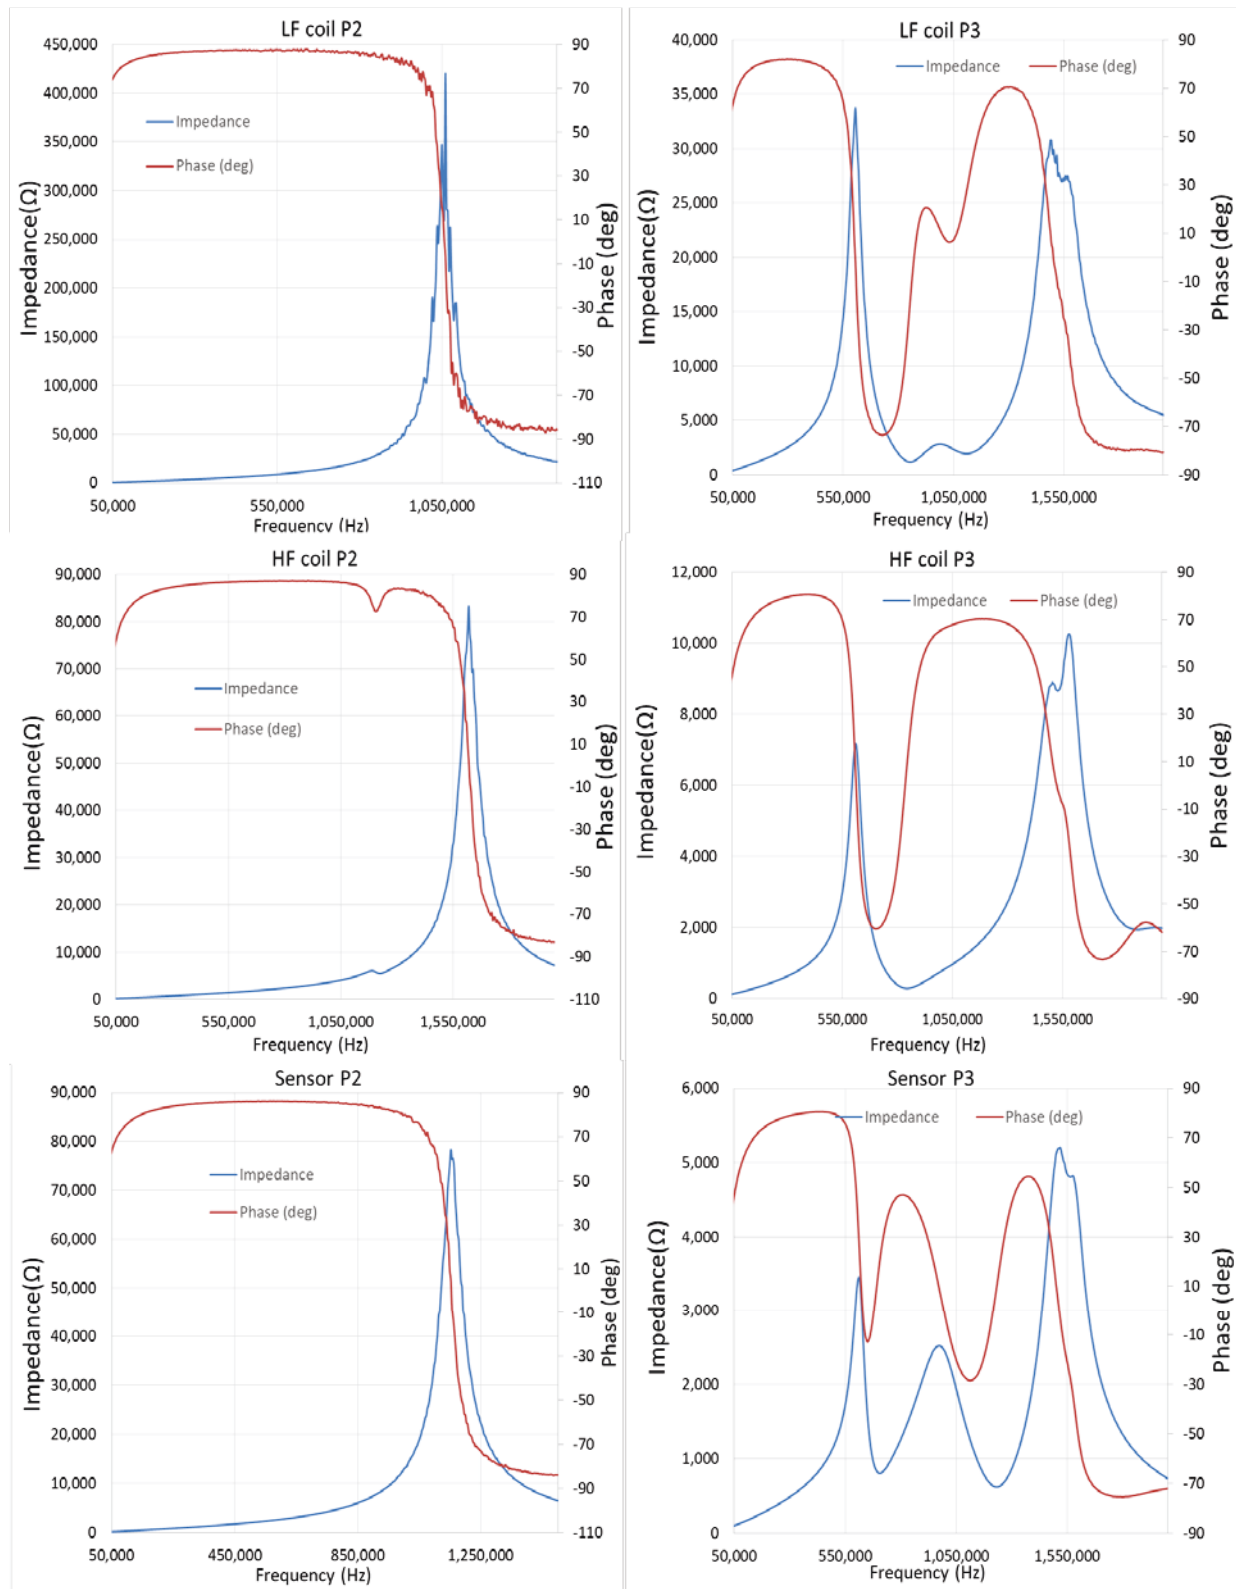 LF coil P2
450,000
400,000
350,000
300,000
250,000
200,000
150,000
100,000
50,000
0
Impedance(Ω)
90
70
50
30
10
-10
-30
-50
-70
-90
-110
Phase (deg)
Impedance
Phase (deg)
50,000 550,000 1,050,000
Frequency (Hz)
LF coil P3
40,000
35,000
30,000
25,000
20,000
15,000
10,000
5,000
0
Impedance(Ω)
90
70
50
30
10
-10
-30
-50
-70
-90
Phase (deg)
Impedance Phase (deg)
50,000 550,000 1,050,000 1,550,000
Frequency (Hz)
HF coil P2
90,000
80,000
70,000
60,000
50,000
40,000
30,000
20,000
10,000
0
Impedance(Ω)
90
70
50
30
10
-10
-30
-50
-70
-90
-110
Phase (deg)
Impedance
Phase (deg)
50,000 550,000 1,050,000 1,550,000
Frequency (Hz)
HF coil P3
12,000
10,000
8,000
6,000
4,000
2,000
0
Impedance(Ω)
90
70
50
30
10
-10
-30
-50
-70
-90
Phase (deg)
Impedance Phase (deg)
50,000 550,000 1,050,000 1,550,000
Frequency (Hz)
Sensor P2
90,000
80,000
70,000
60,000
50,000
40,000
30,000
20,000
10,000
0
Impedance(Ω)
90
70
50
30
10
-10
-30
-50
-70
-90
-110
Phase (deg)
Impedance
Phase (deg)
50,000 450,000 850,000 1,250,000
Frequency (Hz)
Sensor P3
6,000
5,000
4,000
3,000
2,000
1,000
0
Impedance(Ω)
90
70
50
30
10
-10
-30
-50
-70
-90
Phase (deg)
Impedance Phase (deg)
50,000 550,000 1,050,000 1,550,000
Frequency (Hz)